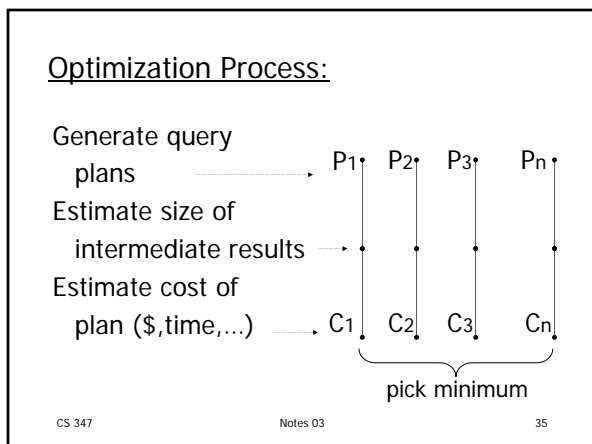 Optimization Process:
Generate query
plans
P1 P2 P3 Pn
Estimate size of
intermediate results
Estimate cost of
plan ($,time,...)
C1 C2 C3 Cn
pick minimum
CS 347 Notes 03 35